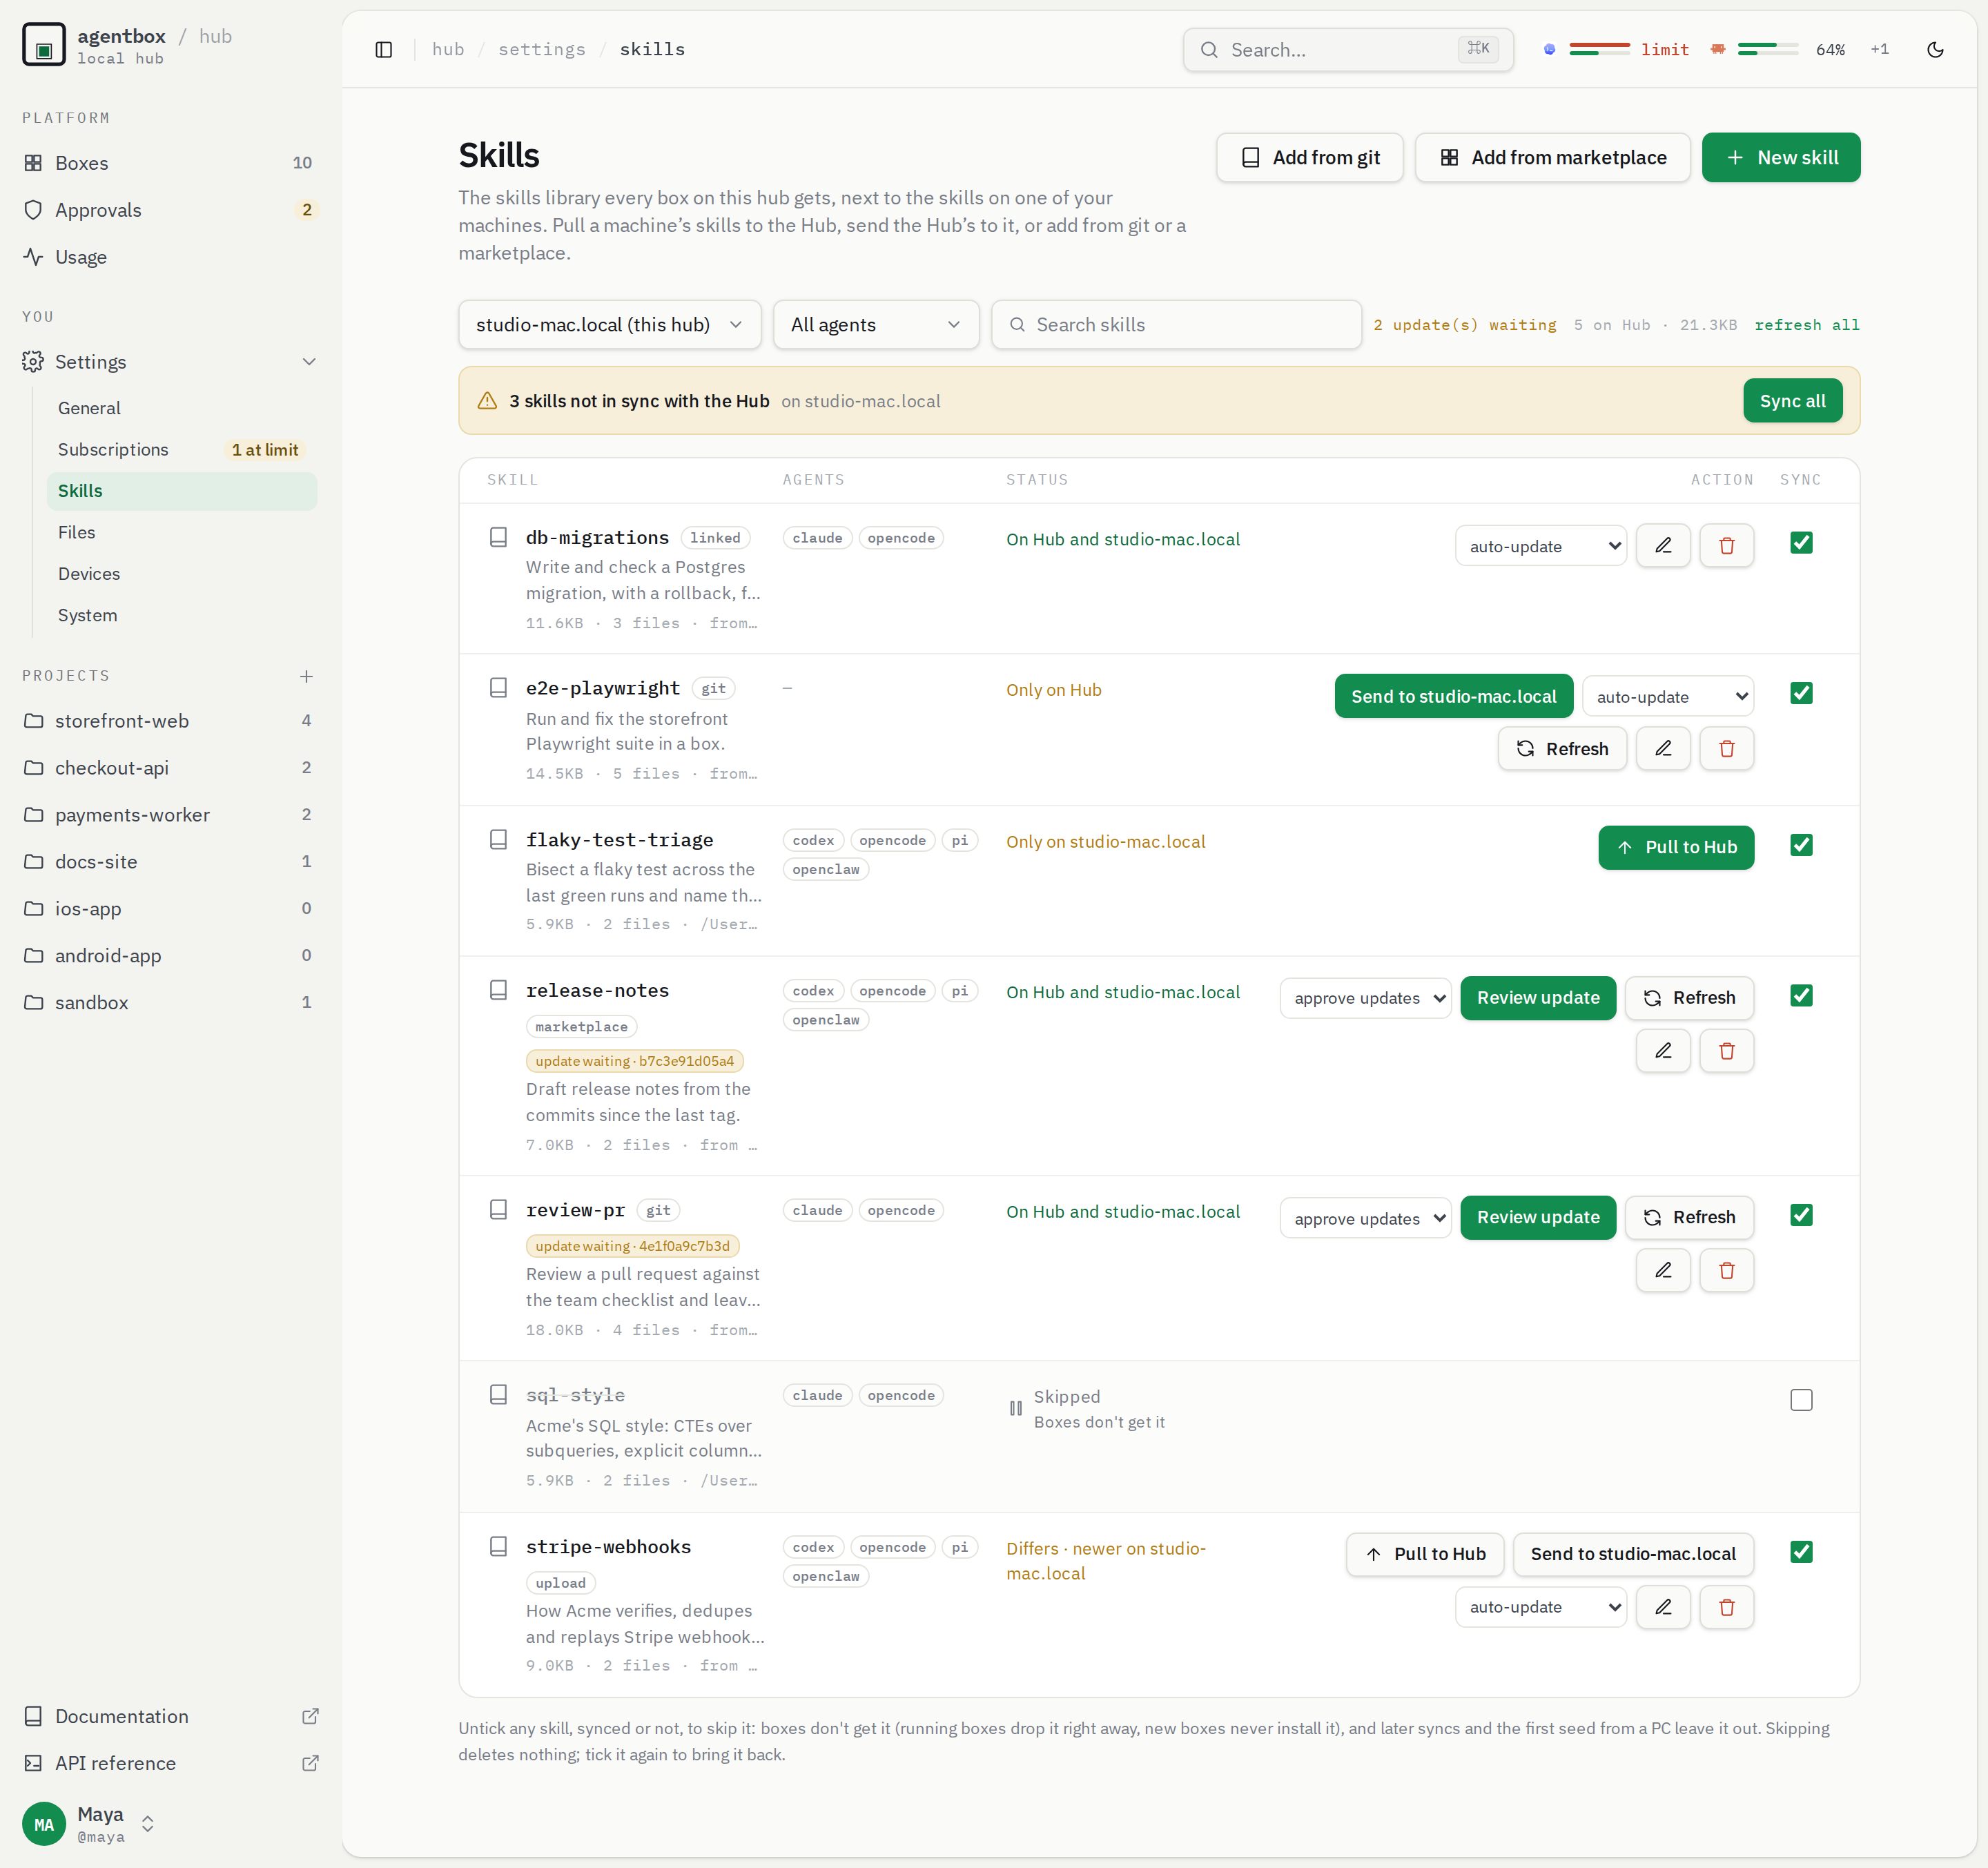 agentbox / hub
local hub
PLATFORM
Boxes 10
Approvals 2
Usage
YOU
Settings
General
Subscriptions 1 at limit
Skills
Files
Devices
System
PROJECTS
storefront-web 4
checkout-api 2
payments-worker 2
docs-site 1
ios-app 0
android-app 0
sandbox 1
Documentation
API reference
MA Maya
@maya
hub / settings / skills
Search... ⌘K
limit 64% +1
Skills
Add from git
Add from marketplace
New skill
The skills library every box on this hub gets, next to the skills on one of your
machines. Pull a machine’s skills to the Hub, send the Hub’s to it, or add from git or a
marketplace.
studio-mac.local (this hub)
All agents
Search skills
2 update(s) waiting 5 on Hub · 21.3KB refresh all
3 skills not in sync with the Hub on studio-mac.local
Sync all
SKILL AGENTS STATUS ACTION SYNC
db-migrations linked claude opencode On Hub and studio-mac.local auto-update
Write and check a Postgres
migration, with a rollback, f...
11.6KB · 3 files · from…
e2e-playwright git – Only on Hub Send to studio-mac.local auto-update
Run and fix the storefront
Playwright suite in a box.
Refresh
14.5KB · 5 files · from…
flaky-test-triage codex opencode pi Only on studio-mac.local Pull to Hub
openclaw
Bisect a flaky test across the
last green runs and name th...
5.9KB · 2 files · /User…
release-notes codex opencode pi On Hub and studio-mac.local approve updates Review update Refresh
marketplace openclaw
update waiting · b7c3e91d05a4
Draft release notes from the
commits since the last tag.
7.0KB · 2 files · from …
review-pr git claude opencode On Hub and studio-mac.local approve updates Review update Refresh
update waiting · 4e1f0a9c7b3d
Review a pull request against
the team checklist and leav...
18.0KB · 4 files · from…
sql-style claude opencode Skipped
Boxes don't get it
Acme's SQL style: CTEs over
subqueries, explicit column...
5.9KB · 2 files · /User…
stripe-webhooks codex opencode pi Differs · newer on studio-
mac.local
Pull to Hub Send to studio-mac.local
upload openclaw auto-update
How Acme verifies, dedupes
and replays Stripe webhook...
9.0KB · 2 files · from …
Untick any skill, synced or not, to skip it: boxes don't get it (running boxes drop it right away, new boxes never install it), and later syncs and the first seed from a PC leave it out. Skipping
deletes nothing; tick it again to bring it back.